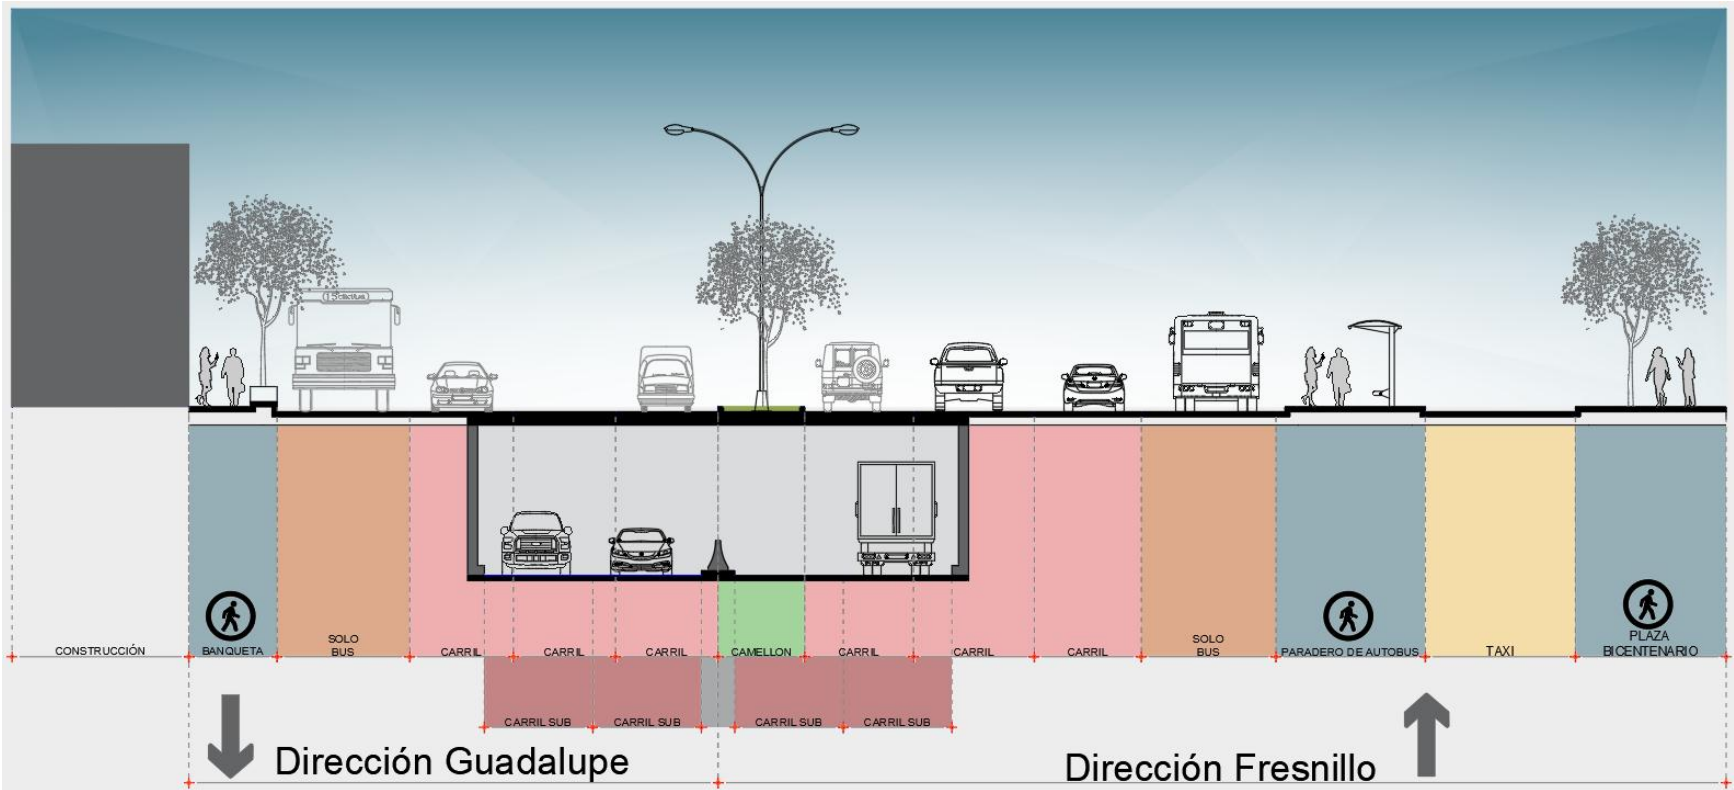 CONSTRUCCIÓN
BANQUETA
SOLO
BUS
CARRIL
CARRIL
CARRIL
CAMELLON
CARRIL
CARRIL
CARRIL
SOLO
BUS
PARADERO DE AUTOBUS
TAXI
PLAZA
BICENTENARIO
CARRIL SUB
CARRIL SUB
CARRIL SUB
CARRIL SUB
Dirección Guadalupe
Dirección Fresnillo